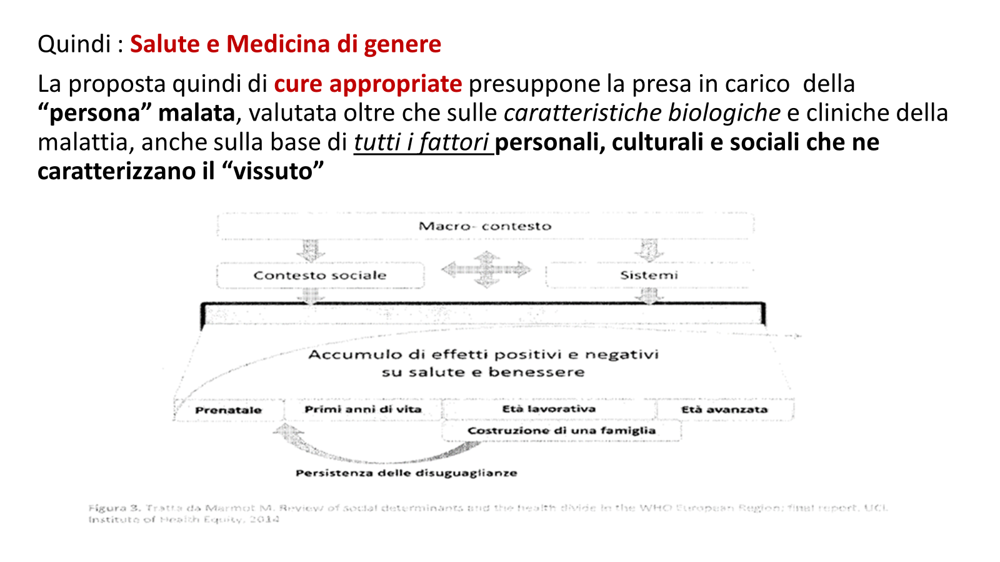 Quindi : Salute e Medicina di genere
La proposta quindi di cure appropriate presuppone la presa in carico  della
“persona” malata, valutata oltre che sulle caratteristiche biologiche e cliniche della
malattia, anche sulla base di tutti i fattori personali, culturali e sociali che ne
caratterizzano il “vissuto”
Macro- contesto
Contesto sociale
Sistemi
Accumulo di effetti positivi e negativi
su salute e benessere
Prenatale
Primi anni di vita
Età lavorativa
Età avanzata
Costruzione di una famiglia
Persistenza delle disuguaglianze
Figura 3. Tratta da Marmot M. Review of social determinants and the health divide in the WHO European Region: final report. UCL
Institute of Health Equity, 2014